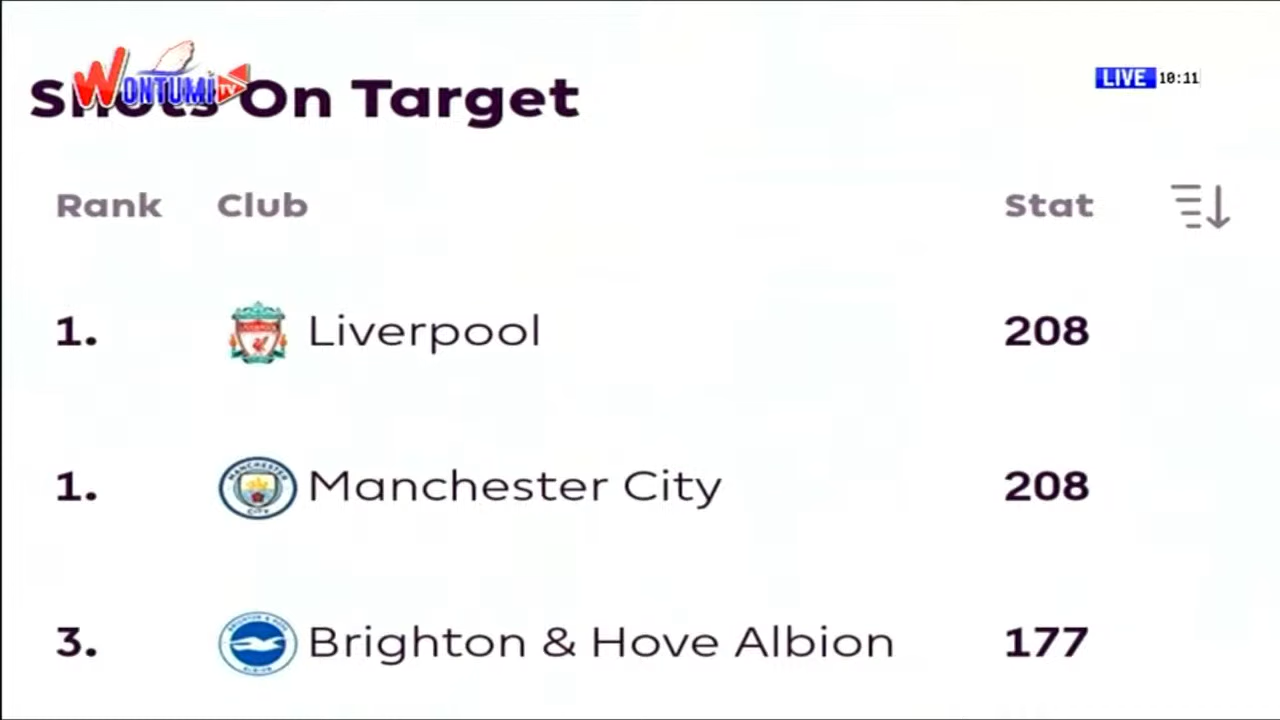 WONTUMI TV
LIVE 10:11
Shots On Target
Rank Club Stat
1. Liverpool 208
1. Manchester City 208
3. Brighton & Hove Albion 177